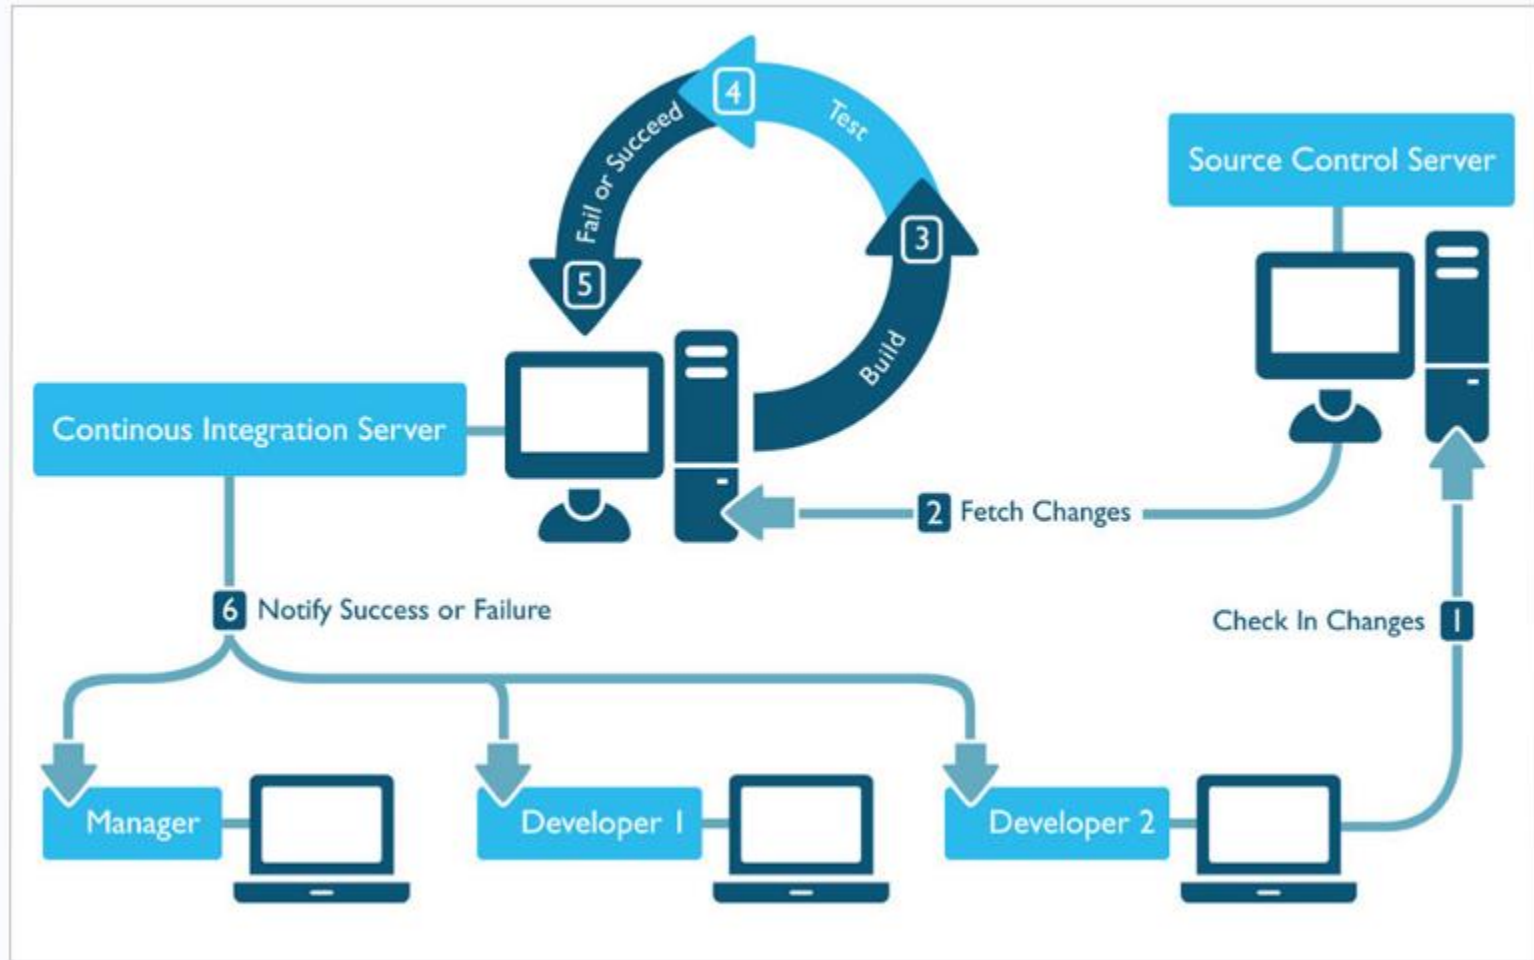 4
Test
Fail or Succeed
3
5
Build
Source Control Server
Continous Integration Server
2 Fetch Changes
6 Notify Success or Failure
Check In Changes 1
Manager
Developer 1
Developer 2